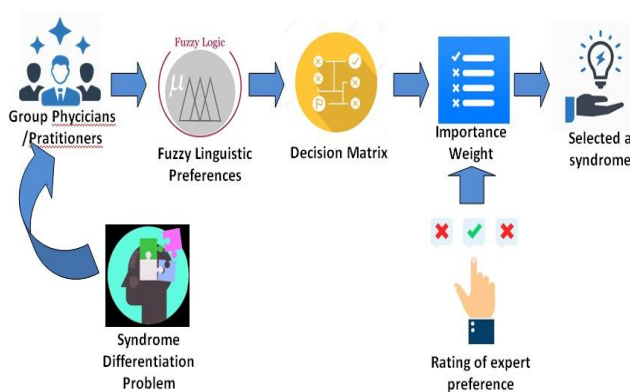 Group Phycicians
/Pratitioners
Fuzzy Logic
μ
Fuzzy Linguistic
Preferences
Decision Matrix
Importance
Weight
Selected a
syndrome
Syndrome
Differentiation
Problem
Rating of expert
preference